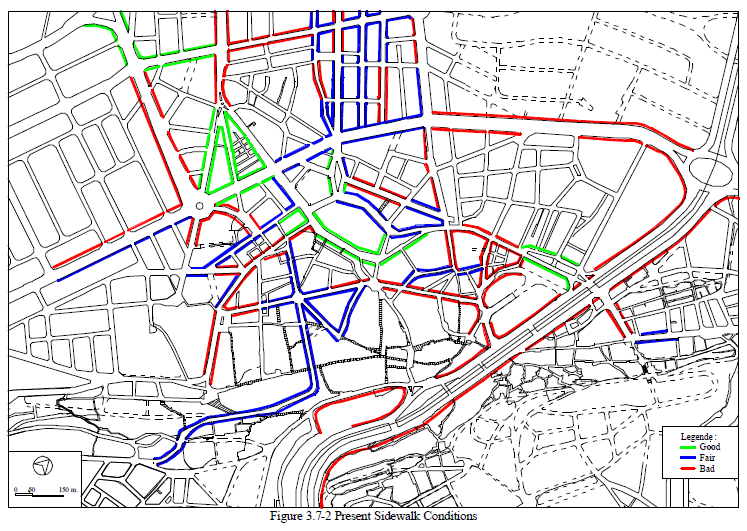 Legende :
Good
Fair
Bad
0 50 150 m.
Figure 3.7-2 Present Sidewalk Conditions